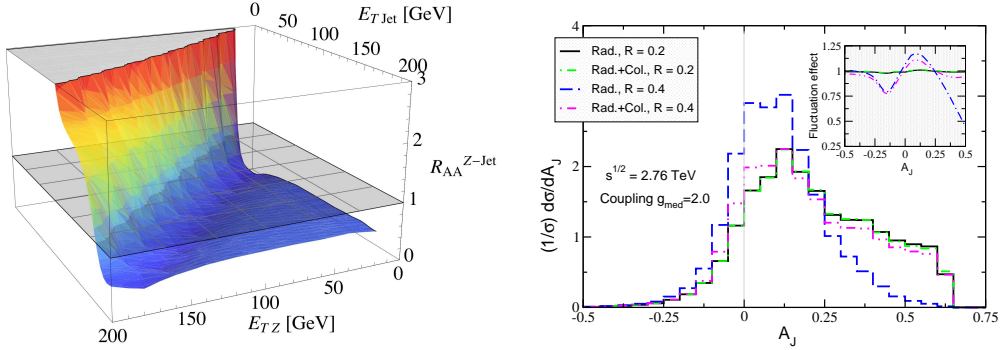 E_T Jet [GeV]
0
50
100
150
200
3
2
R_AA^Z−Jet
1
0
0
50
100
150
200
E_T Z [GeV]
4
3
2
1
0
(1/σ) dσ/dA_J
Rad., R = 0.2
Rad.+Col., R = 0.2
Rad., R = 0.4
Rad.+Col., R = 0.4
s^1/2 = 2.76 TeV
Coupling g_med=2.0
Fluctuation effect
1.25
1
0.75
0.5
-0.5 -0.25 0 0.25 0.5
A_J
-0.5 -0.25 0 0.25 0.5 0.75
A_J